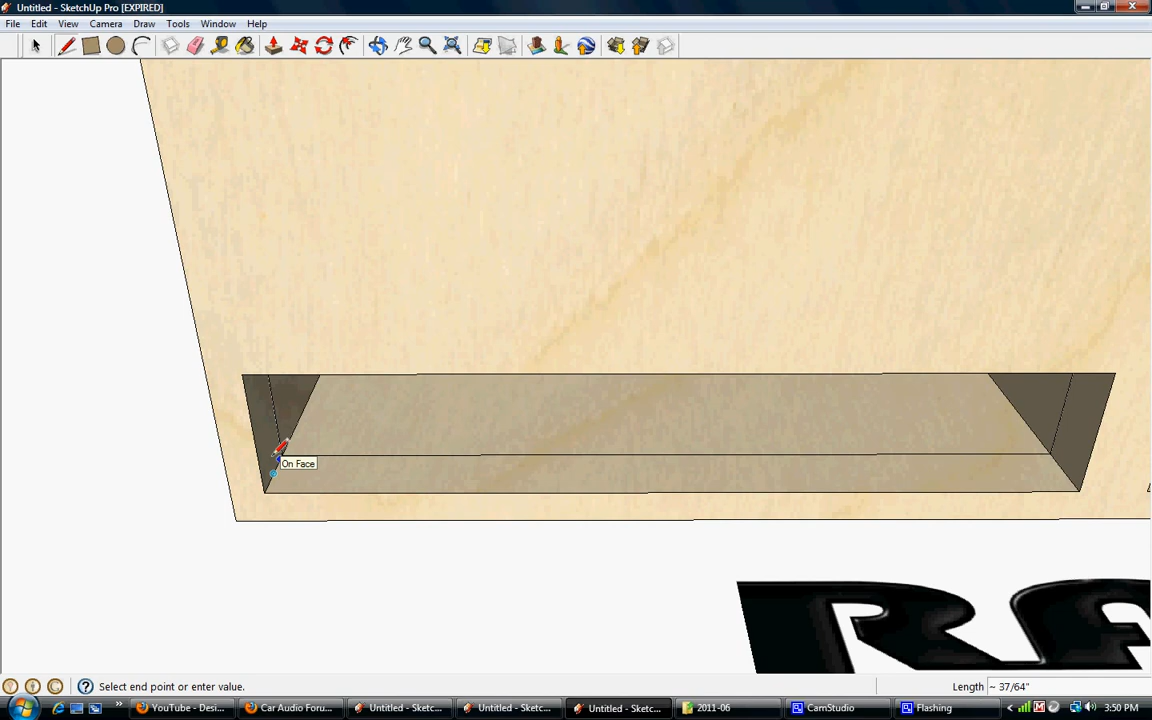 Untitled - SketchUp Pro [EXPIRED]
File Edit View Camera Draw Tools Window Help
On Face
RA
Select end point or enter value. Length ~ 37/64"
» YouTube - Desi... Car Audio Foru... Untitled - Sketc... Untitled - Sketc... Untitled - Sketc... 2011-06 CamStudio Flashing 3:50 PM